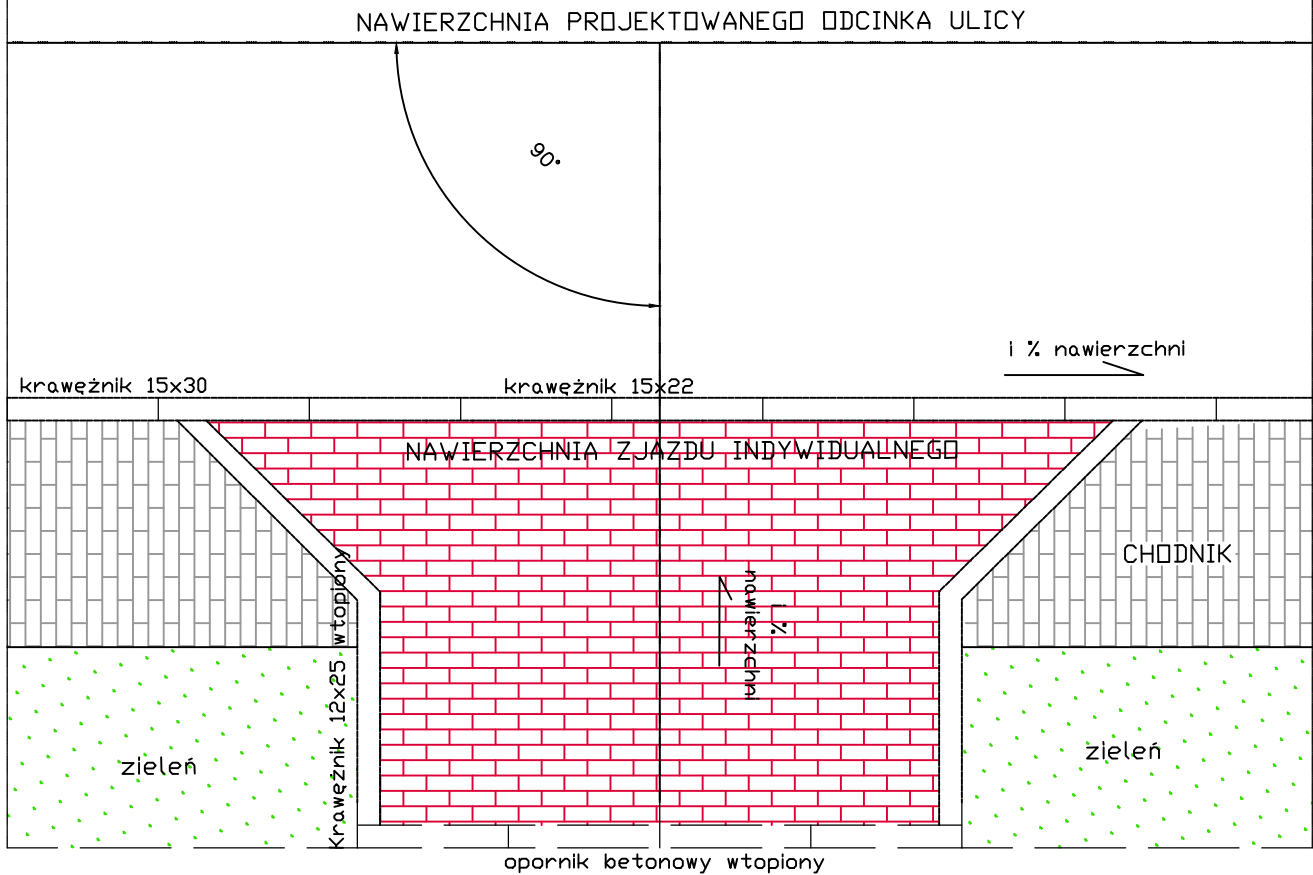 NAWIERZCHNIA PROJEKTOWANEGO ODCINKA ULICY
90°
i % nawierzchni
krawężnik 15x30
krawężnik 15x22
NAWIERZCHNIA ZJAZDU INDYWIDUALNEGO
CHODNIK
Krawężnik 12x25 wtopiony
i %
nawierzchni
zieleń
zieleń
opornik betonowy wtopiony